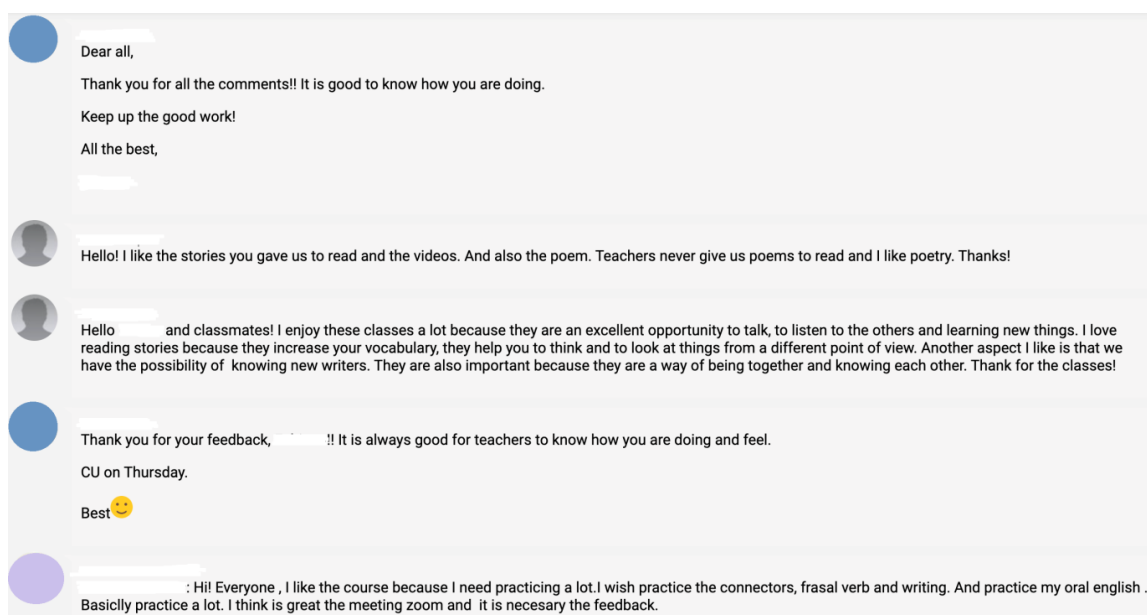 Dear all,
Thank you for all the comments!! It is good to know how you are doing.
Keep up the good work!
All the best,
Hello! I like the stories you gave us to read and the videos. And also the poem. Teachers never give us poems to read and I like poetry. Thanks!
Hello and classmates! I enjoy these classes a lot because they are an excellent opportunity to talk, to listen to the others and learning new things. I love
reading stories because they increase your vocabulary, they help you to think and to look at things from a different point of view. Another aspect I like is that we
have the possibility of knowing new writers. They are also important because they are a way of being together and knowing each other. Thank for the classes!
Thank you for your feedback, !! It is always good for teachers to know how you are doing and feel.
CU on Thursday.
Best🙂
: Hi! Everyone , I like the course because I need practicing a lot.I wish practice the connectors, frasal verb and writing. And practice my oral english .
Basiclly practice a lot. I think is great the meeting zoom and it is necesary the feedback.